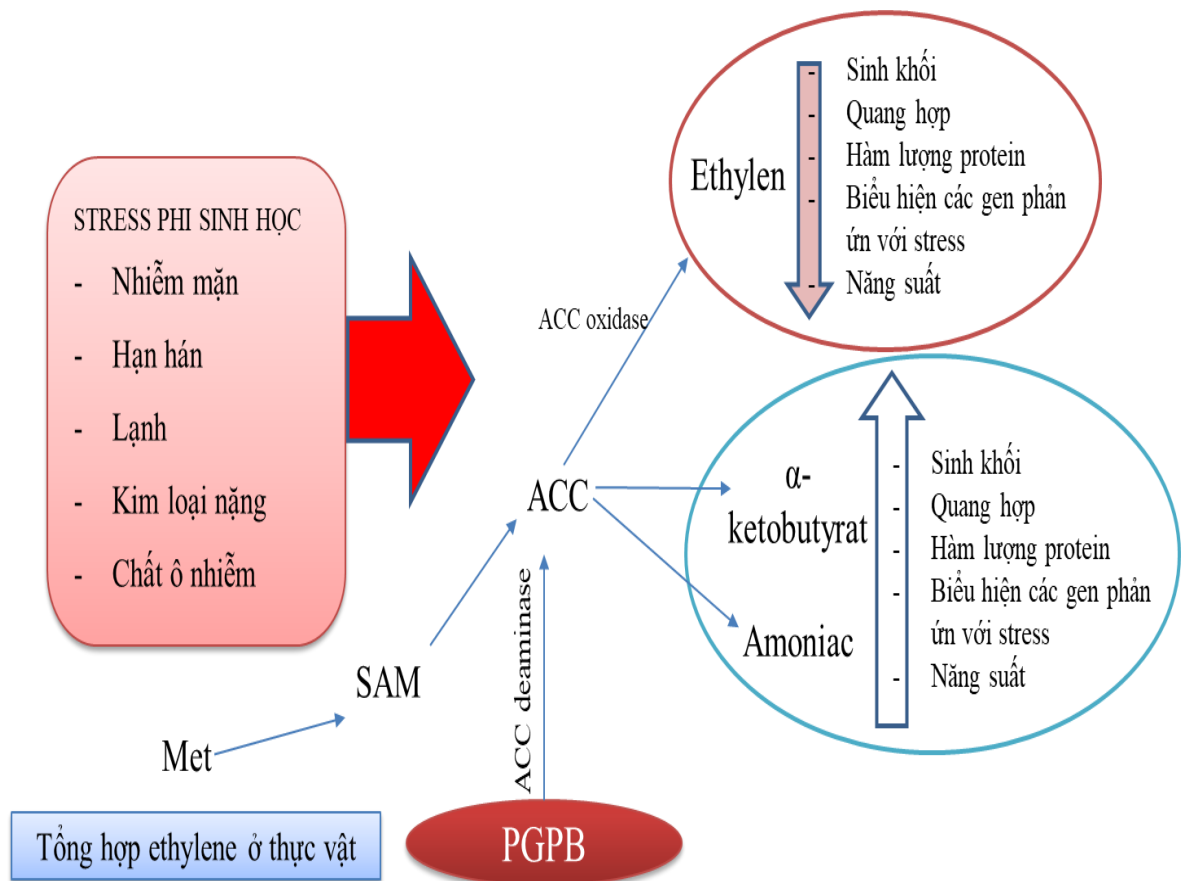 STRESS PHI SINH HỌC
- Nhiễm mặn
- Hạn hán
- Lạnh
- Kim loại nặng
- Chất ô nhiễm
Ethylen
- Sinh khối
- Quang hợp
- Hàm lượng protein
- Biểu hiện các gen phản
ứn với stress
- Năng suất
ACC oxidase
ACC
α-
ketobutyrat
Amoniac
- Sinh khối
- Quang hợp
- Hàm lượng protein
- Biểu hiện các gen phản
ứn với stress
- Năng suất
SAM
Met
ACC deaminase
PGPB
Tổng hợp ethylene ở thực vật